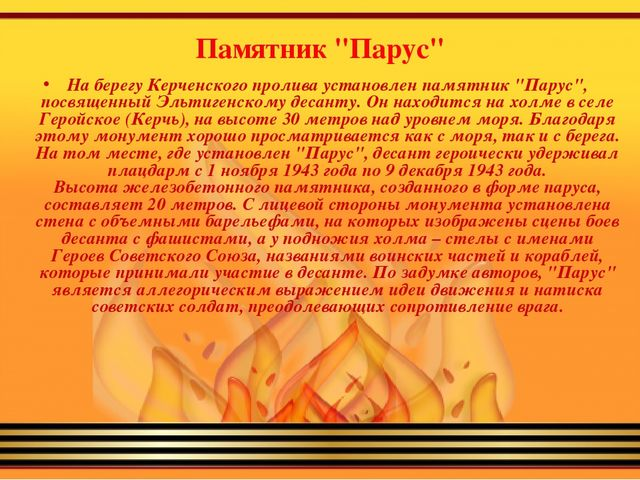 Памятник "Парус"
• На берегу Керченского пролива установлен памятник "Парус",
посвященный Эльтигенскому десанту. Он находится на холме в селе
Геройское (Керчь), на высоте 30 метров над уровнем моря. Благодаря
этому монумент хорошо просматривается как с моря, так и с берега.
На том месте, где установлен "Парус", десант героически удерживал
плацдарм с 1 ноября 1943 года по 9 декабря 1943 года.
Высота железобетонного памятника, созданного в форме паруса,
составляет 20 метров. С лицевой стороны монумента установлена
стена с объемными барельефами, на которых изображены сцены боев
десанта с фашистами, а у подножия холма – стелы с именами
Героев Советского Союза, названиями воинских частей и кораблей,
которые принимали участие в десанте. По задумке авторов, "Парус"
является аллегорическим выражением идеи движения и натиска
советских солдат, преодолевающих сопротивление врага.